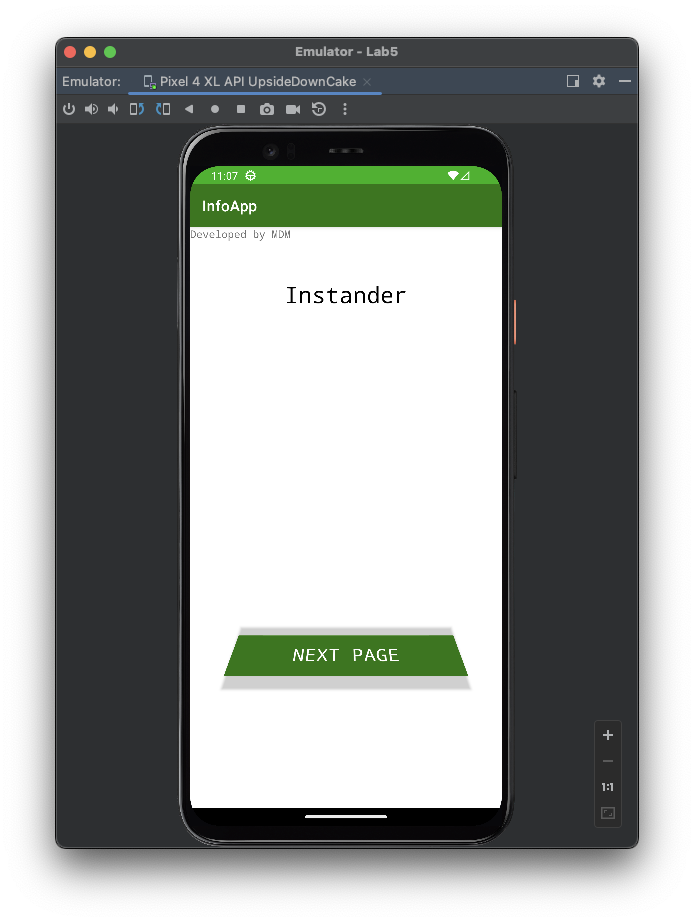 Emulator - Lab5
Emulator: Pixel 4 XL API UpsideDownCake
11:07
InfoApp
Developed by MDM
Instander
NEXT PAGE
1:1